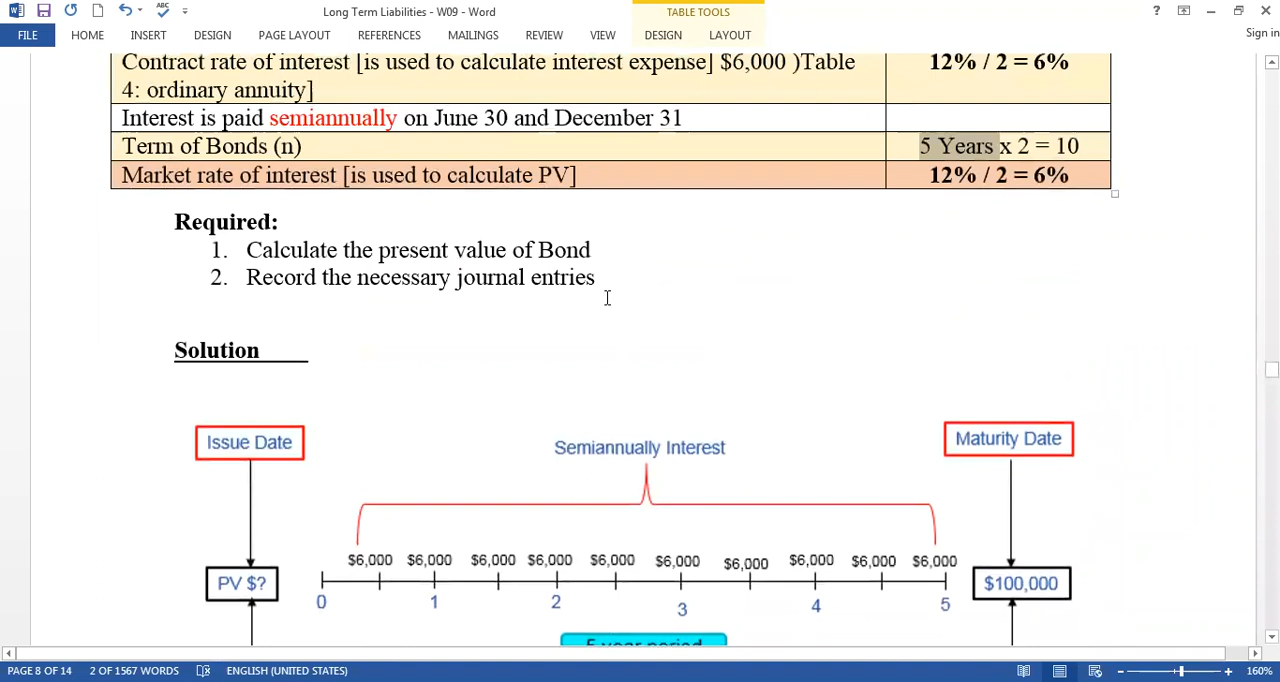 Long Term Liabilities - W09 - Word
TABLE TOOLS
? 
Sign in
FILE HOME INSERT DESIGN PAGE LAYOUT REFERENCES MAILINGS REVIEW VIEW DESIGN LAYOUT
Contract rate of interest [is used to calculate interest expense] $6,000 )Table 12% / 2 = 6%
4: ordinary annuity]
Interest is paid semiannually on June 30 and December 31
Term of Bonds (n) 5 Years x 2 = 10
Market rate of interest [is used to calculate PV] 12% / 2 = 6%
Required:
1. Calculate the present value of Bond
2. Record the necessary journal entries
Solution
Issue Date Semiannually Interest Maturity Date
$6,000 $6,000 $6,000 $6,000 $6,000 $6,000 $6,000 $6,000 $6,000 $6,000
PV $? $100,000
0 1 2 3 4 5
5 year period
PAGE 8 OF 14 2 OF 1567 WORDS ENGLISH (UNITED STATES) 160%